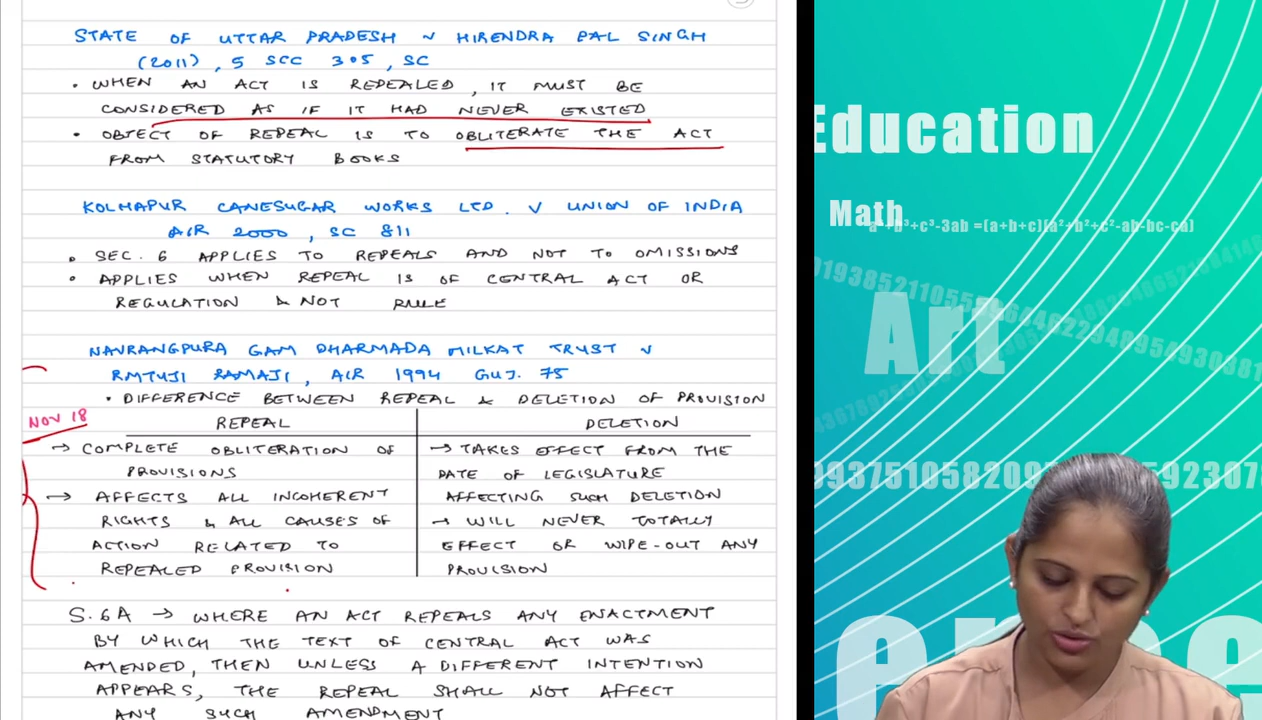 STATE OF UTTAR PRADESH v HIRENDRA PAL SINGH
(2011), 5 SCC 305, SC
• WHEN AN ACT IS REPEALED, IT MUST BE
CONSIDERED AS IF IT HAD NEVER EXISTED
• OBJECT OF REPEAL IS TO OBLITERATE THE ACT
FROM STATUTORY BOOKS
KOLHAPUR CANESUGAR WORKS LTD. V UNION OF INDIA
AIR 2000, SC 811
• SEC. 6 APPLIES TO REPEALS AND NOT TO OMISSIONS
• APPLIES WHEN REPEAL IS OF CENTRAL ACT OR
REGULATION & NOT RULE
NAVRANGPURA GAM DHARMADA MILKAT TRUST v
RMTUJI RAMAJI, AIR 1994 GUJ. 75
• DIFFERENCE BETWEEN REPEAL & DELETION OF PROVISION
NOV 18
REPEAL
→ COMPLETE OBLITERATION OF
PROVISIONS
→ AFFECTS ALL INCOHERENT
RIGHTS & ALL CAUSES OF
ACTION RELATED TO
REPEALED PROVISION
DELETION
→ TAKES EFFECT FROM THE
DATE OF LEGISLATURE
AFFECTING SUCH DELETION
→ WILL NEVER TOTALLY
EFFECT OR WIPE-OUT ANY
PROVISION
S.6A → WHERE AN ACT REPEALS ANY ENACTMENT
BY WHICH THE TEXT OF CENTRAL ACT WAS
AMENDED, THEN UNLESS A DIFFERENT INTENTION
APPEARS, THE REPEAL SHALL NOT AFFECT
ANY SUCH AMENDMENT
Education
Math
Art